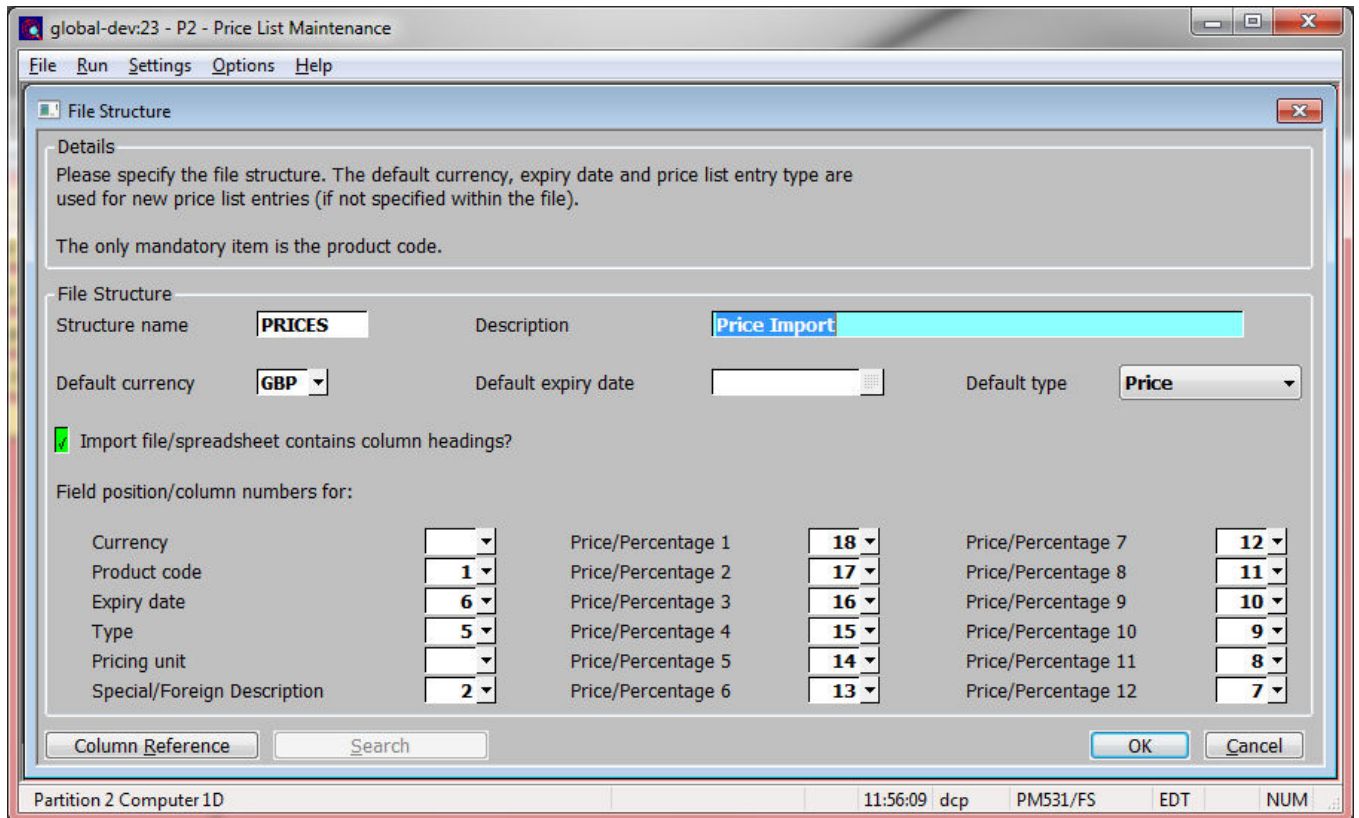 global-dev:23 - P2 - Price List Maintenance
File Run Settings Options Help
File Structure
Details
Please specify the file structure. The default currency, expiry date and price list entry type are
used for new price list entries (if not specified within the file).
The only mandatory item is the product code.
File Structure
Structure name PRICES Description Price Import
Default currency GBP Default expiry date Default type Price
Import file/spreadsheet contains column headings?
Field position/column numbers for:
Currency Price/Percentage 1 18 Price/Percentage 7 12
Product code 1 Price/Percentage 2 17 Price/Percentage 8 11
Expiry date 6 Price/Percentage 3 16 Price/Percentage 9 10
Type 5 Price/Percentage 4 15 Price/Percentage 10 9
Pricing unit Price/Percentage 5 14 Price/Percentage 11 8
Special/Foreign Description 2 Price/Percentage 6 13 Price/Percentage 12 7
Column Reference Search OK Cancel
Partition 2 Computer 1D 11:56:09 dcp PM531/FS EDT NUM